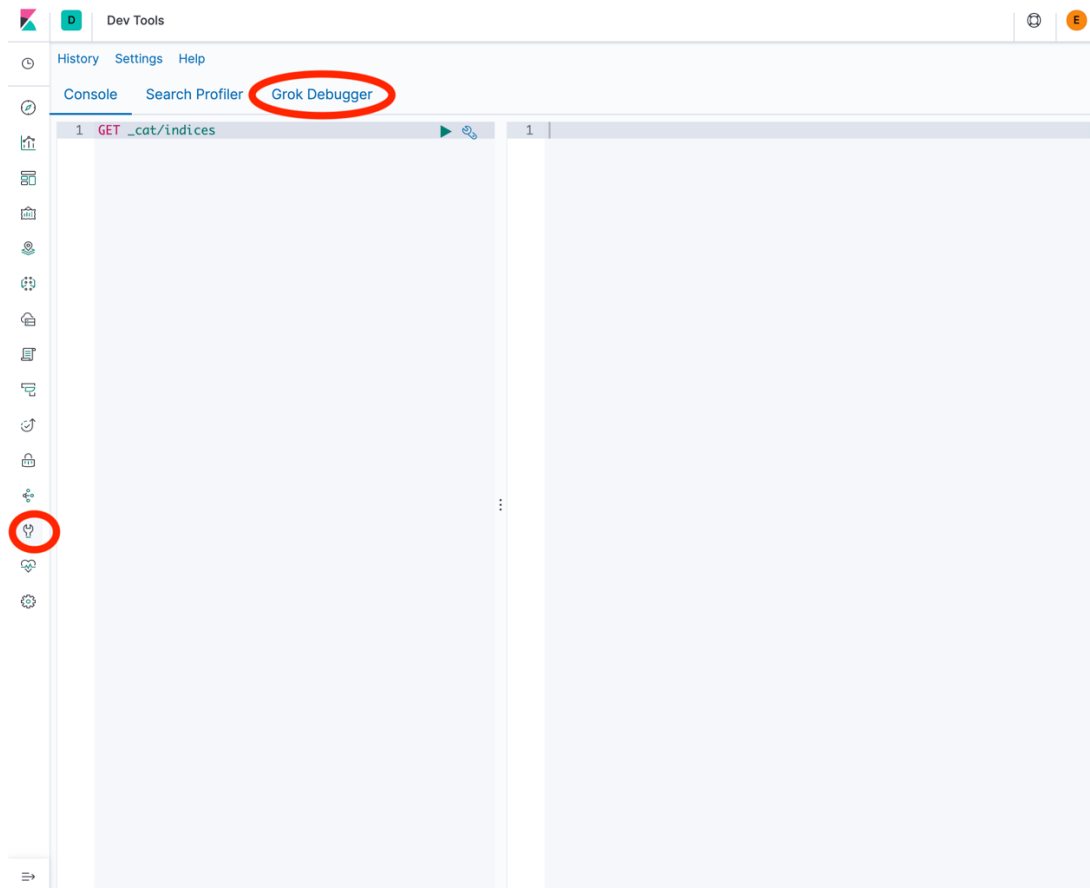 D Dev Tools E
History Settings Help
Console Search Profiler Grok Debugger
1 GET _cat/indices 1